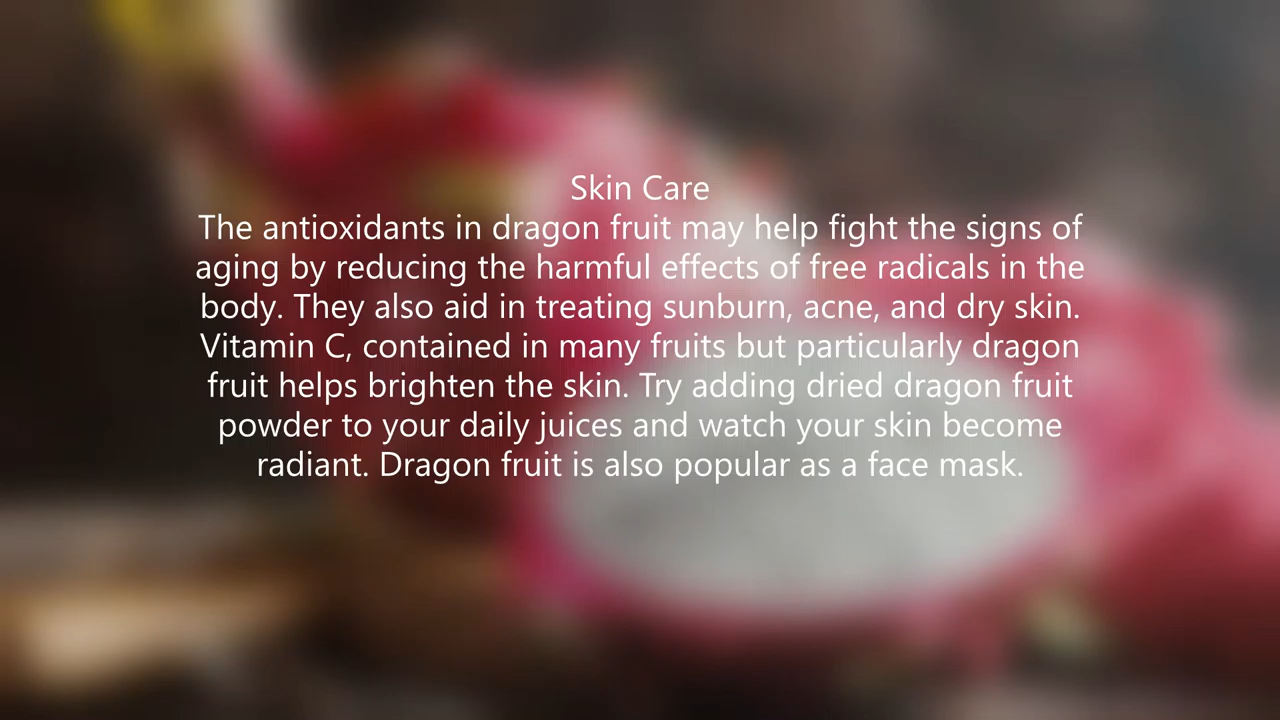 Skin Care
The antioxidants in dragon fruit may help fight the signs of
aging by reducing the harmful effects of free radicals in the
body. They also aid in treating sunburn, acne, and dry skin.
Vitamin C, contained in many fruits but particularly dragon
fruit helps brighten the skin. Try adding dried dragon fruit
powder to your daily juices and watch your skin become
radiant. Dragon fruit is also popular as a face mask.